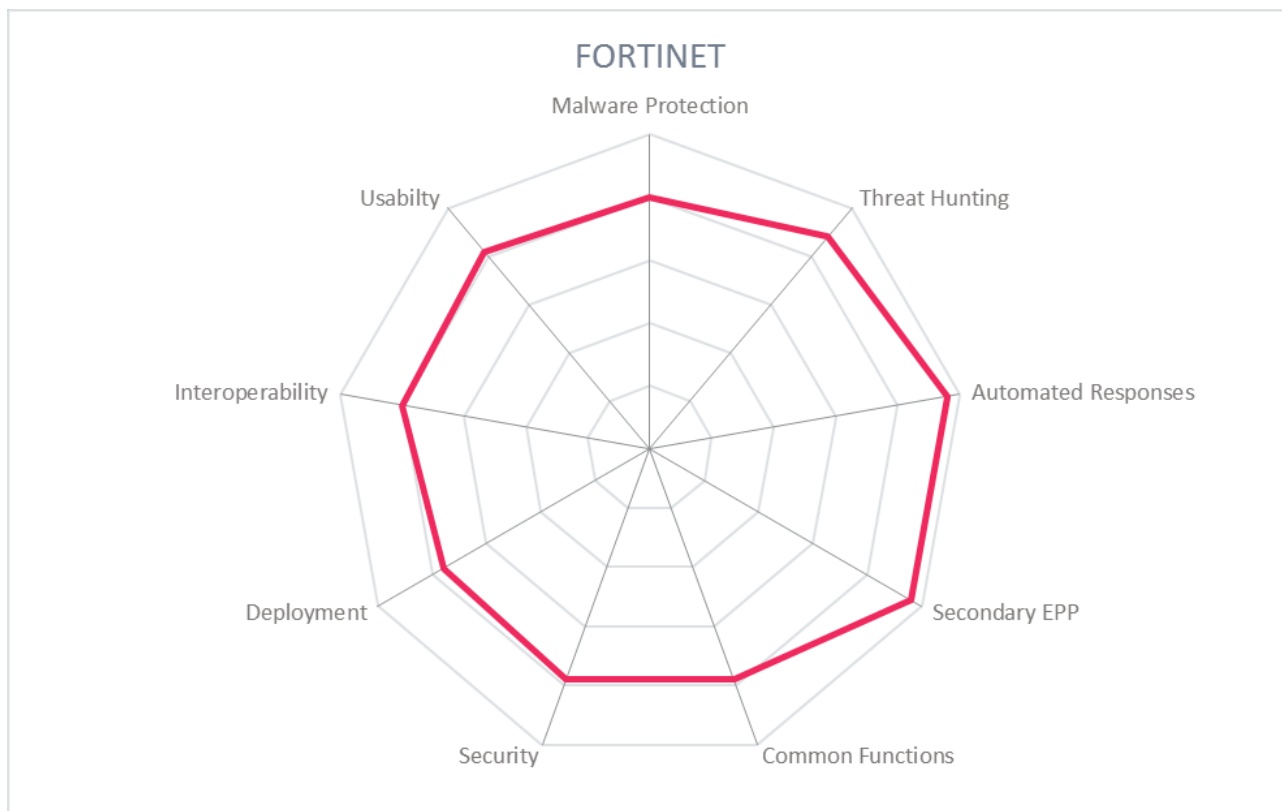 FORTINET
Malware Protection
Usabilty
Threat Hunting
Interoperability
Automated Responses
Deployment
Secondary EPP
Security
Common Functions